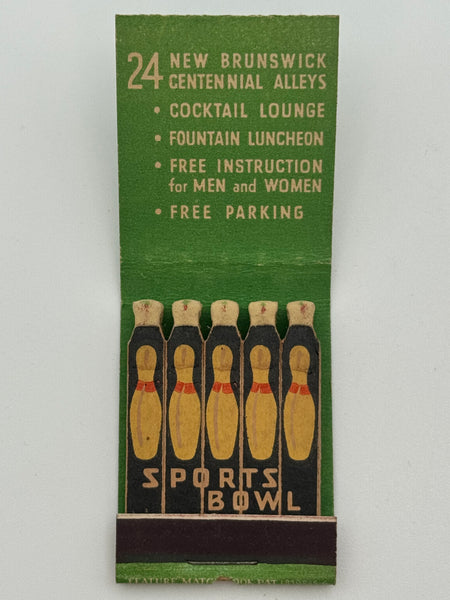 24 NEW BRUNSWICK
CENTENNIAL ALLEYS
• COCKTAIL LOUNGE
• FOUNTAIN LUNCHEON
• FREE INSTRUCTION
for MEN and WOMEN
• FREE PARKING
SPORTS
BOWL
FEATURE